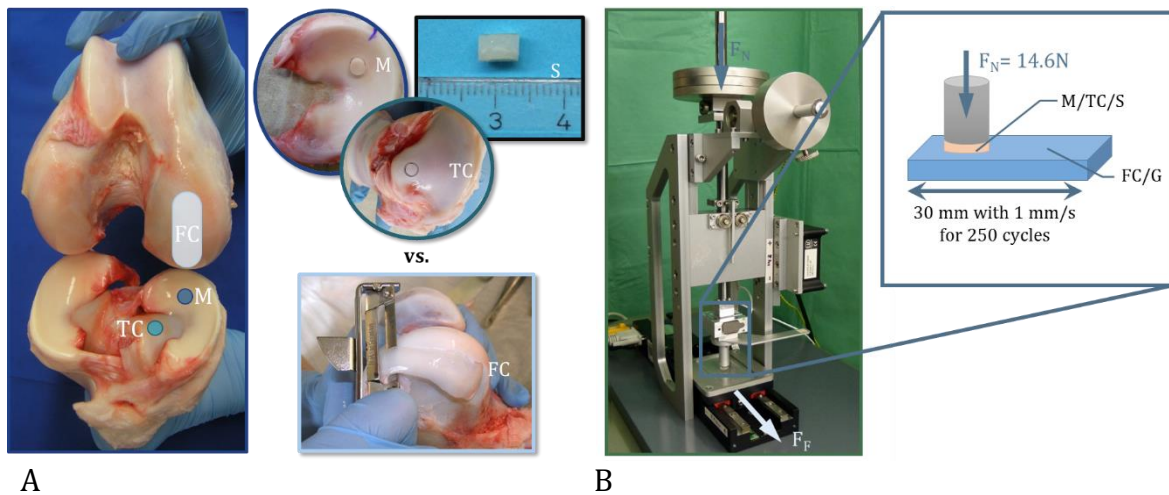 FC
M
TC
M
S
3
4
TC
vs.
FC
A
F_N
F_F
F_N= 14.6N
M/TC/S
FC/G
30 mm with 1 mm/s
for 250 cycles
B